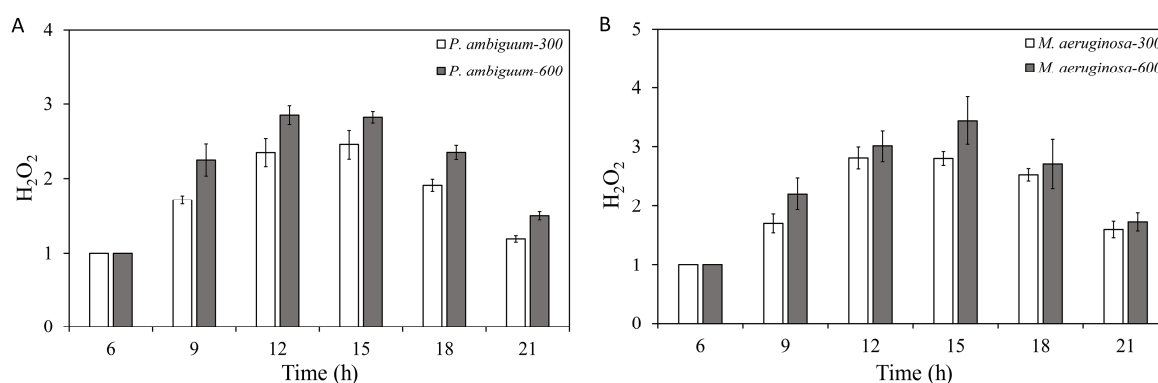 A
4
3
2
1
0
H₂O₂
P. ambiguum-300
P. ambiguum-600
6 9 12 15 18 21
Time (h)
B
5
4
3
2
1
0
H₂O₂
M. aeruginosa-300
M. aeruginosa-600
6 9 12 15 18 21
Time (h)